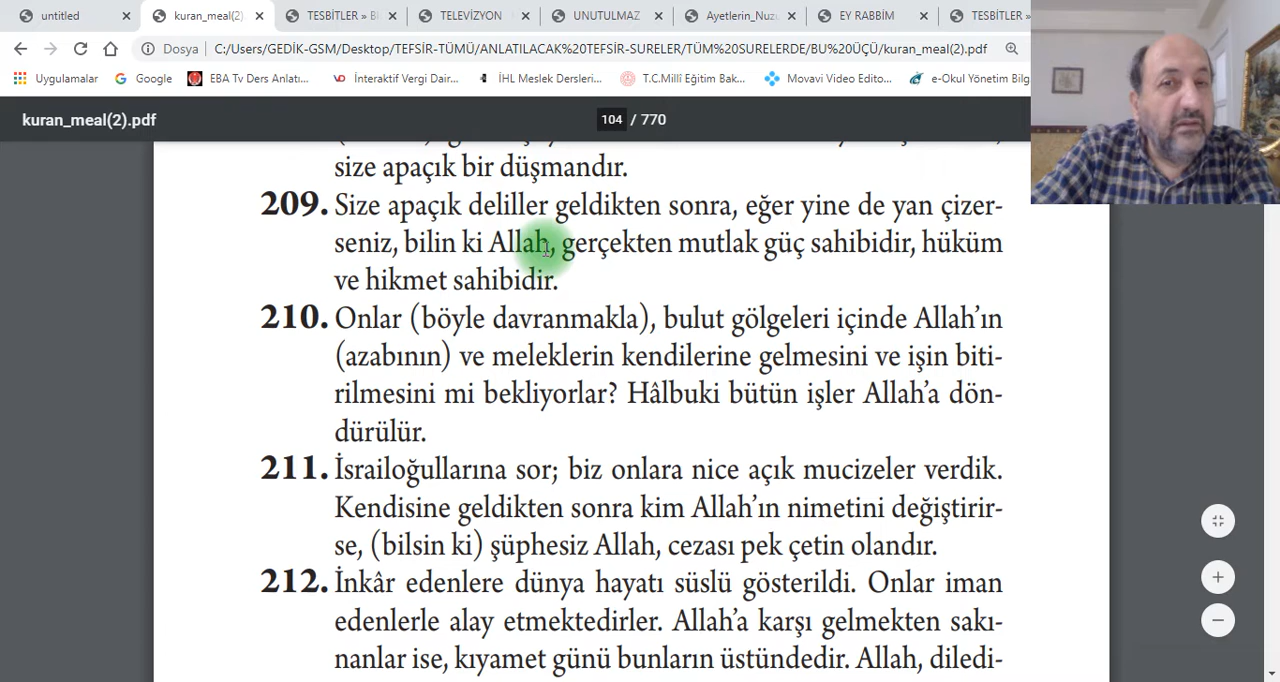 untitled
kuran_meal(2)
TESBİTLER » B
TELEVİZYON
UNUTULMAZ
Ayetlerin_Nuzu
EY RABBİM
TESBİTLER »
Dosya
C:/Users/GEDİK-GSM/Desktop/TEFSİR-TÜMÜ/ANLATILACAK%20TEFSİR-SURELER/TÜM%20SURELERDE/BU%20ÜÇÜ/kuran_meal(2).pdf
Uygulamalar
Google
EBA Tv Ders Anlatı...
İnteraktif Vergi Dair...
İHL Meslek Dersleri...
T.C.Millî Eğitim Bak...
Movavi Video Edito...
e-Okul Yönetim Bilg
kuran_meal(2).pdf
104 / 770
size apaçık bir düşmandır.
209. Size apaçık deliller geldikten sonra, eğer yine de yan çizer-
seniz, bilin ki Allah, gerçekten mutlak güç sahibidir, hüküm
ve hikmet sahibidir.
210. Onlar (böyle davranmakla), bulut gölgeleri içinde Allah'ın
(azabının) ve meleklerin kendilerine gelmesini ve işin biti-
rilmesini mi bekliyorlar? Hâlbuki bütün işler Allah'a dön-
dürülür.
211. İsrailoğullarına sor; biz onlara nice açık mucizeler verdik.
Kendisine geldikten sonra kim Allah'ın nimetini değiştirir-
se, (bilsin ki) şüphesiz Allah, cezası pek çetin olandır.
212. İnkâr edenlere dünya hayatı süslü gösterildi. Onlar iman
edenlerle alay etmektedirler. Allah'a karşı gelmekten sakı-
nanlar ise, kıyamet günü bunların üstündedir. Allah, diledi-